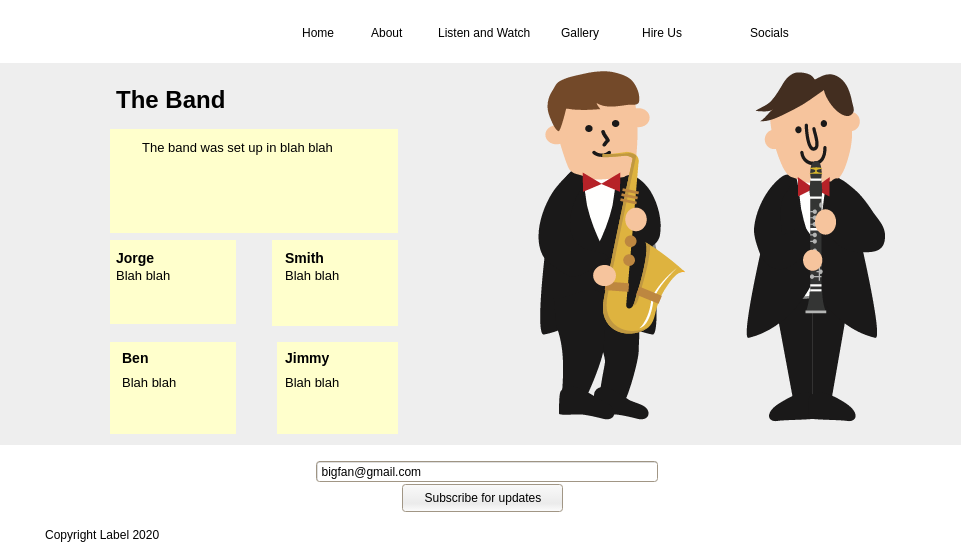 Home About Listen and Watch Gallery Hire Us Socials
The Band
The band was set up in blah blah
Jorge
Blah blah
Smith
Blah blah
Ben
Blah blah
Jimmy
Blah blah
bigfan@gmail.com
Subscribe for updates
Copyright Label 2020